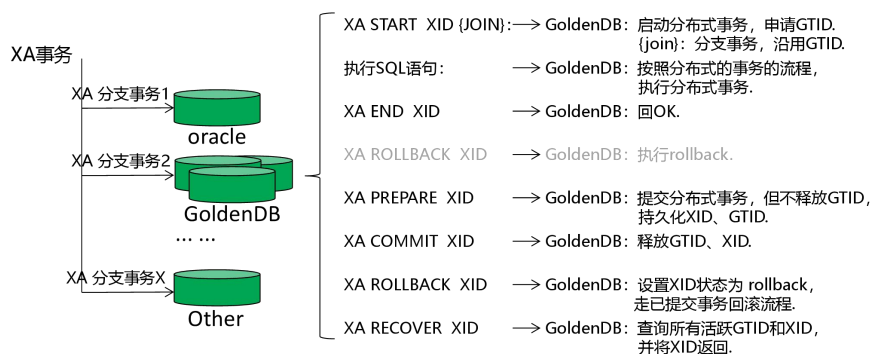 XA事务
XA 分支事务1
oracle
XA 分支事务2
GoldenDB
... ...
XA 分支事务X
Other
XA START XID {JOIN}: GoldenDB：启动分布式事务，申请GTID.
{join}：分支事务，沿用GTID.
执行SQL语句： GoldenDB：按照分布式的事务的流程，
执行分布式事务.
XA END XID GoldenDB：回OK.
XA ROLLBACK XID GoldenDB：执行rollback.
XA PREPARE XID GoldenDB：提交分布式事务，但不释放GTID，
持久化XID、GTID.
XA COMMIT XID GoldenDB：释放GTID、XID.
XA ROLLBACK XID GoldenDB：设置XID状态为 rollback，
走已提交事务回滚流程.
XA RECOVER XID GoldenDB：查询所有活跃GTID和XID，
并将XID返回.